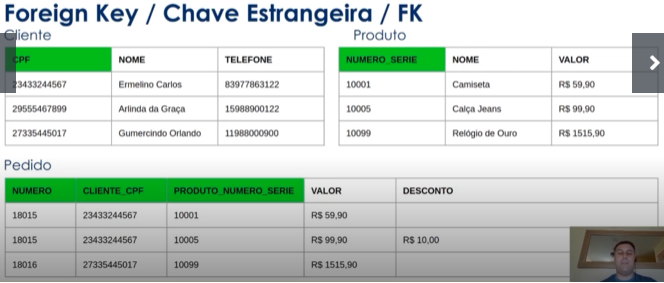 Foreign Key / Chave Estrangeira / FK
Cliente
CPF NOME TELEFONE
23433244567 Ermelino Carlos 83977863122
29555467899 Arlinda da Graça 15988900122
27335445017 Gumercindo Orlando 11988000900
Produto
NUMERO_SERIE NOME VALOR
10001 Camiseta R$ 59,90
10005 Calça Jeans R$ 99,90
10099 Relógio de Ouro R$ 1515,90
Pedido
NUMERO CLIENTE_CPF PRODUTO_NUMERO_SERIE VALOR DESCONTO
18015 23433244567 10001 R$ 59,90
18015 23433244567 10005 R$ 99,90 R$ 10,00
18016 27335445017 10099 R$ 1515,90